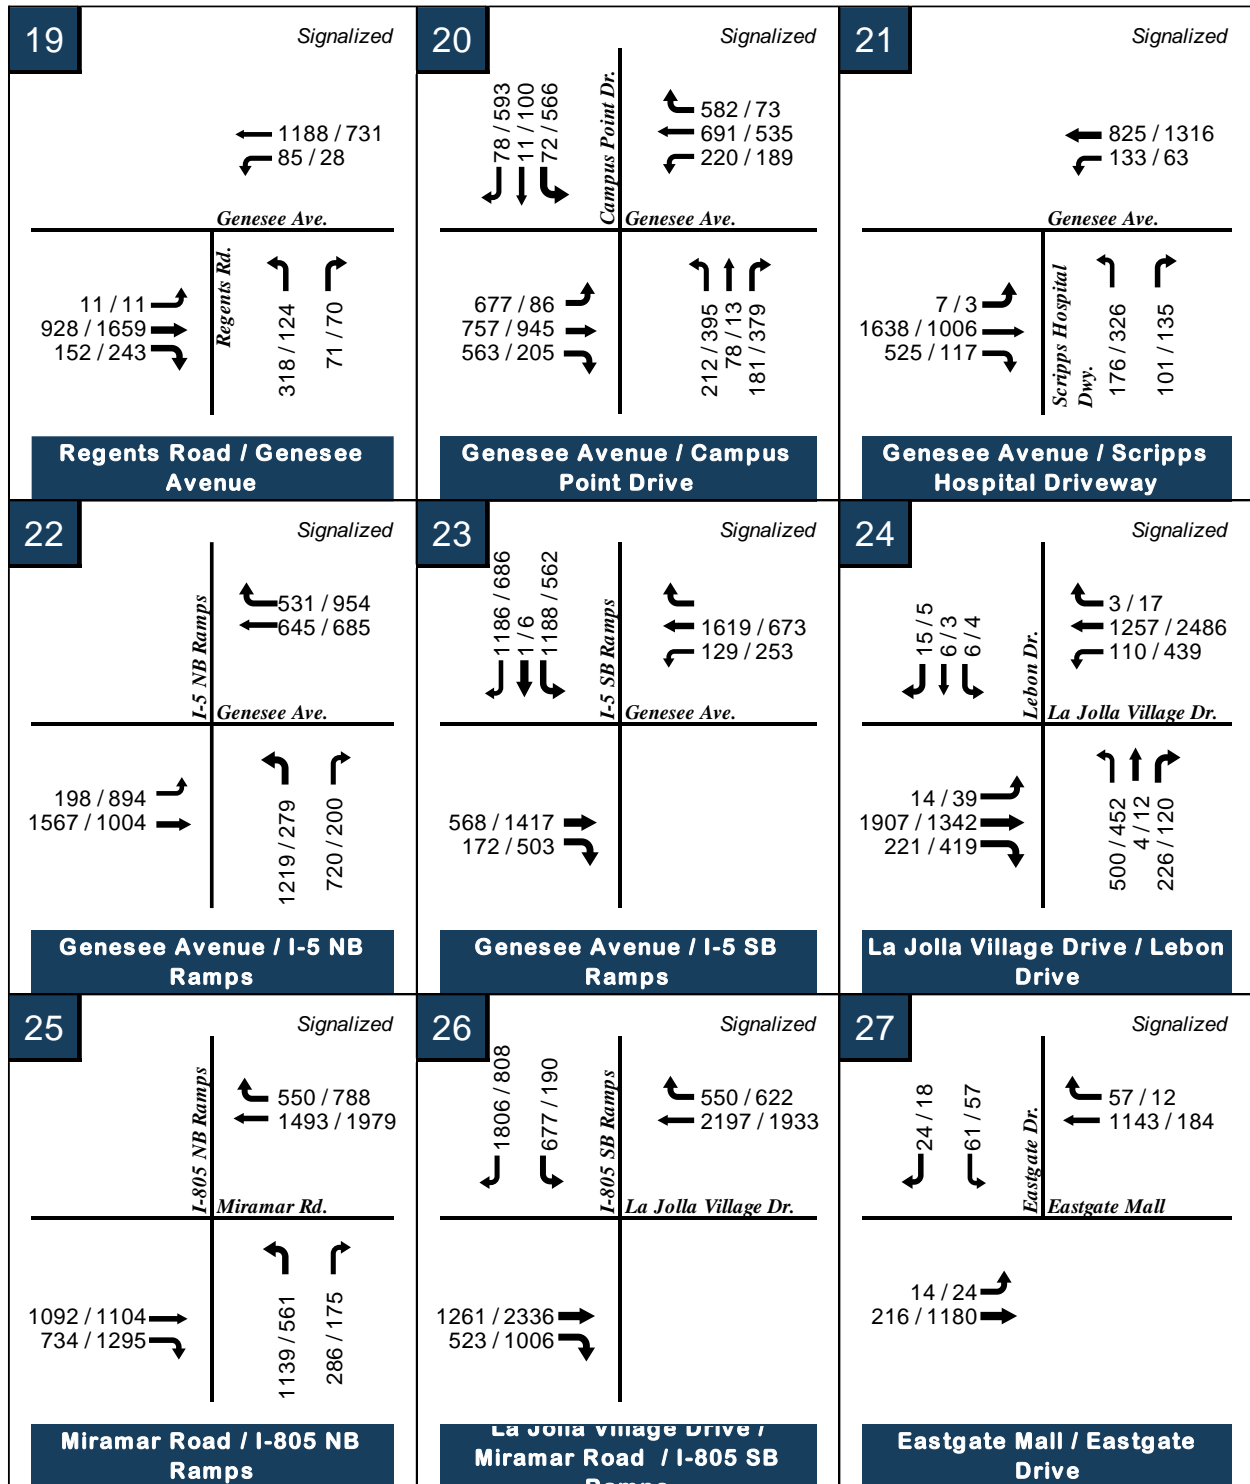 19
Signalized
1188 / 731
85 / 28
Genesee Ave.
Regents Rd.
11 / 11
928 / 1659
152 / 243
318 / 124
71 / 70
Regents Road / Genesee
Avenue
20
Signalized
78 / 593
11 / 100
72 / 566
Campus Point Dr.
582 / 73
691 / 535
220 / 189
Genesee Ave.
677 / 86
757 / 945
563 / 205
212 / 395
78 / 13
181 / 379
Genesee Avenue / Campus
Point Drive
21
Signalized
825 / 1316
133 / 63
Genesee Ave.
Scripps Hospital
Dwy.
7 / 3
1638 / 1006
525 / 117
176 / 326
101 / 135
Genesee Avenue / Scripps
Hospital Driveway
22
Signalized
I-5 NB Ramps
531 / 954
645 / 685
Genesee Ave.
198 / 894
1567 / 1004
1219 / 279
720 / 200
Genesee Avenue / I-5 NB
Ramps
23
Signalized
1186 / 686
1 / 6
1188 / 562
I-5 SB Ramps
1619 / 673
129 / 253
Genesee Ave.
568 / 1417
172 / 503
Genesee Avenue / I-5 SB
Ramps
24
Signalized
15 / 5
6 / 3
6 / 4
Lebon Dr.
3 / 17
1257 / 2486
110 / 439
La Jolla Village Dr.
14 / 39
1907 / 1342
221 / 419
500 / 452
4 / 12
226 / 120
La Jolla Village Drive / Lebon
Drive
25
Signalized
I-805 NB Ramps
550 / 788
1493 / 1979
Miramar Rd.
1092 / 1104
734 / 1295
1139 / 561
286 / 175
Miramar Road / I-805 NB
Ramps
26
Signalized
1806 / 808
677 / 190
I-805 SB Ramps
550 / 622
2197 / 1933
La Jolla Village Dr.
1261 / 2336
523 / 1006
La Jolla Village Drive /
Miramar Road / I-805 SB
Ramps
27
Signalized
24 / 18
61 / 57
Eastgate Dr.
57 / 12
1143 / 184
Eastgate Mall
14 / 24
216 / 1180
Eastgate Mall / Eastgate
Drive